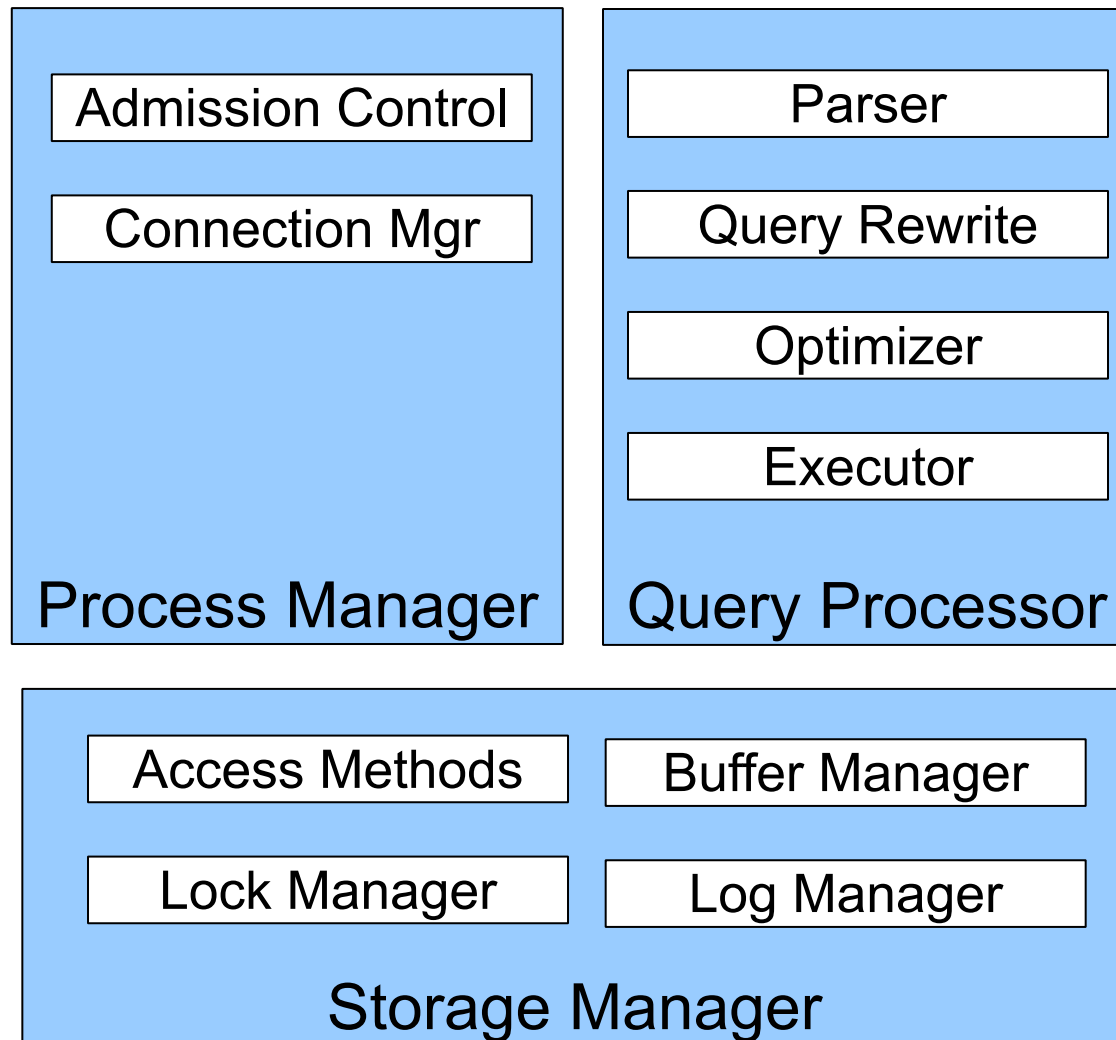 Admission Control
Connection Mgr
Process Manager
Parser
Query Rewrite
Optimizer
Executor
Query Processor
Access Methods
Buffer Manager
Lock Manager
Log Manager
Storage Manager